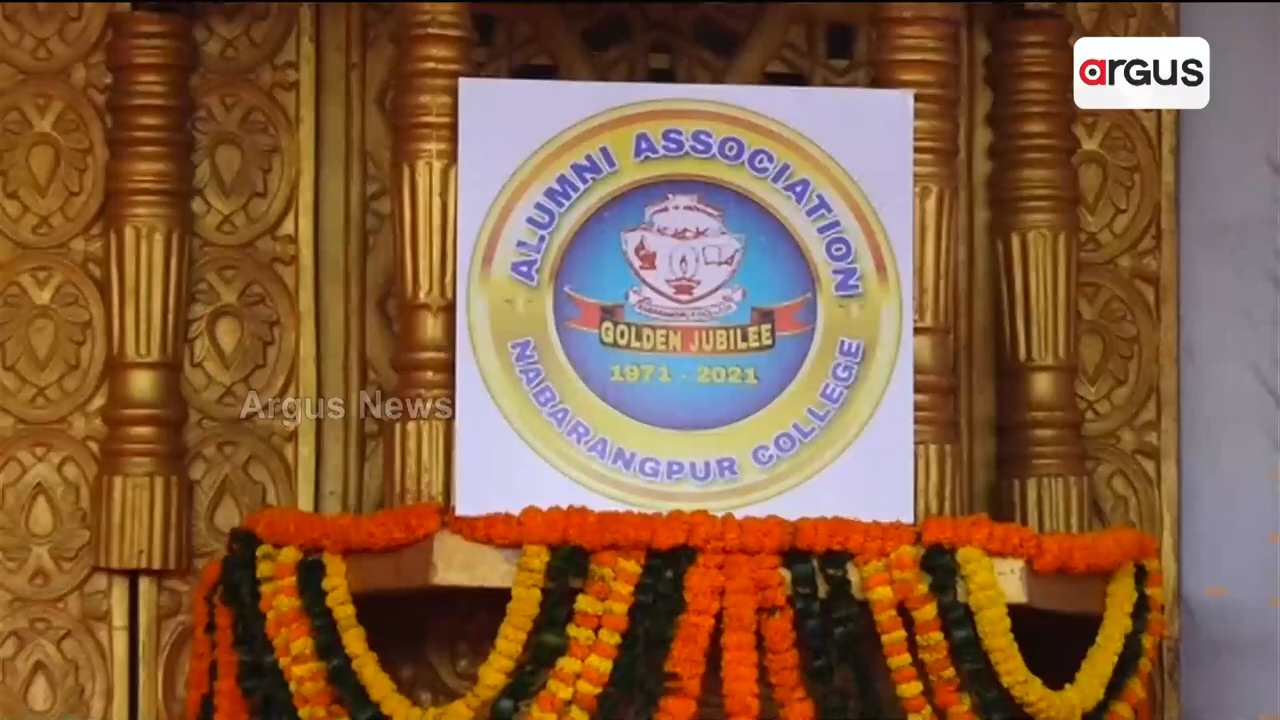 aRGUS
ALUMNI ASSOCIATION
GOLDEN JUBILEE
1971 - 2021
NABARANGPUR COLLEGE
Argus News